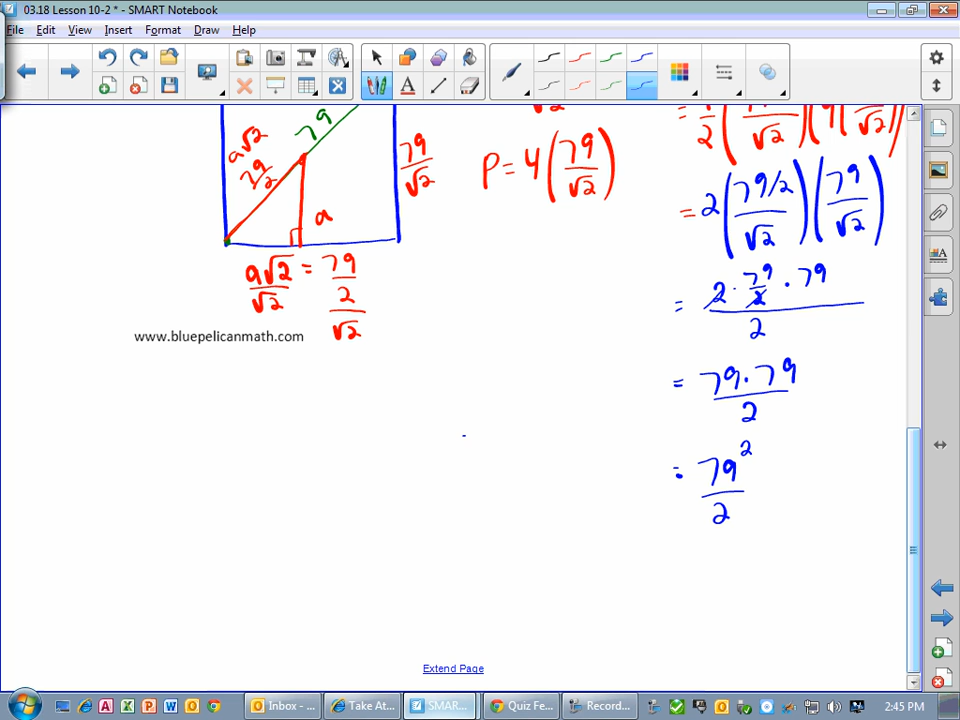 03.18 Lesson 10-2 * - SMART Notebook
File Edit View Insert Format Draw Help
79
a√2
79/2
a
79/√2
P = 4(79/√2)
= 2((79/2)/√2)(79/√2)
a√2/√2 = 79/2/√2
www.bluepelicanmath.com
= 2 · 79/2 · 79 / 2
= 79 · 79 / 2
= 79² / 2
Extend Page
Inbox - ... Take At... SMAR... Quiz Fe... Record... 2:45 PM